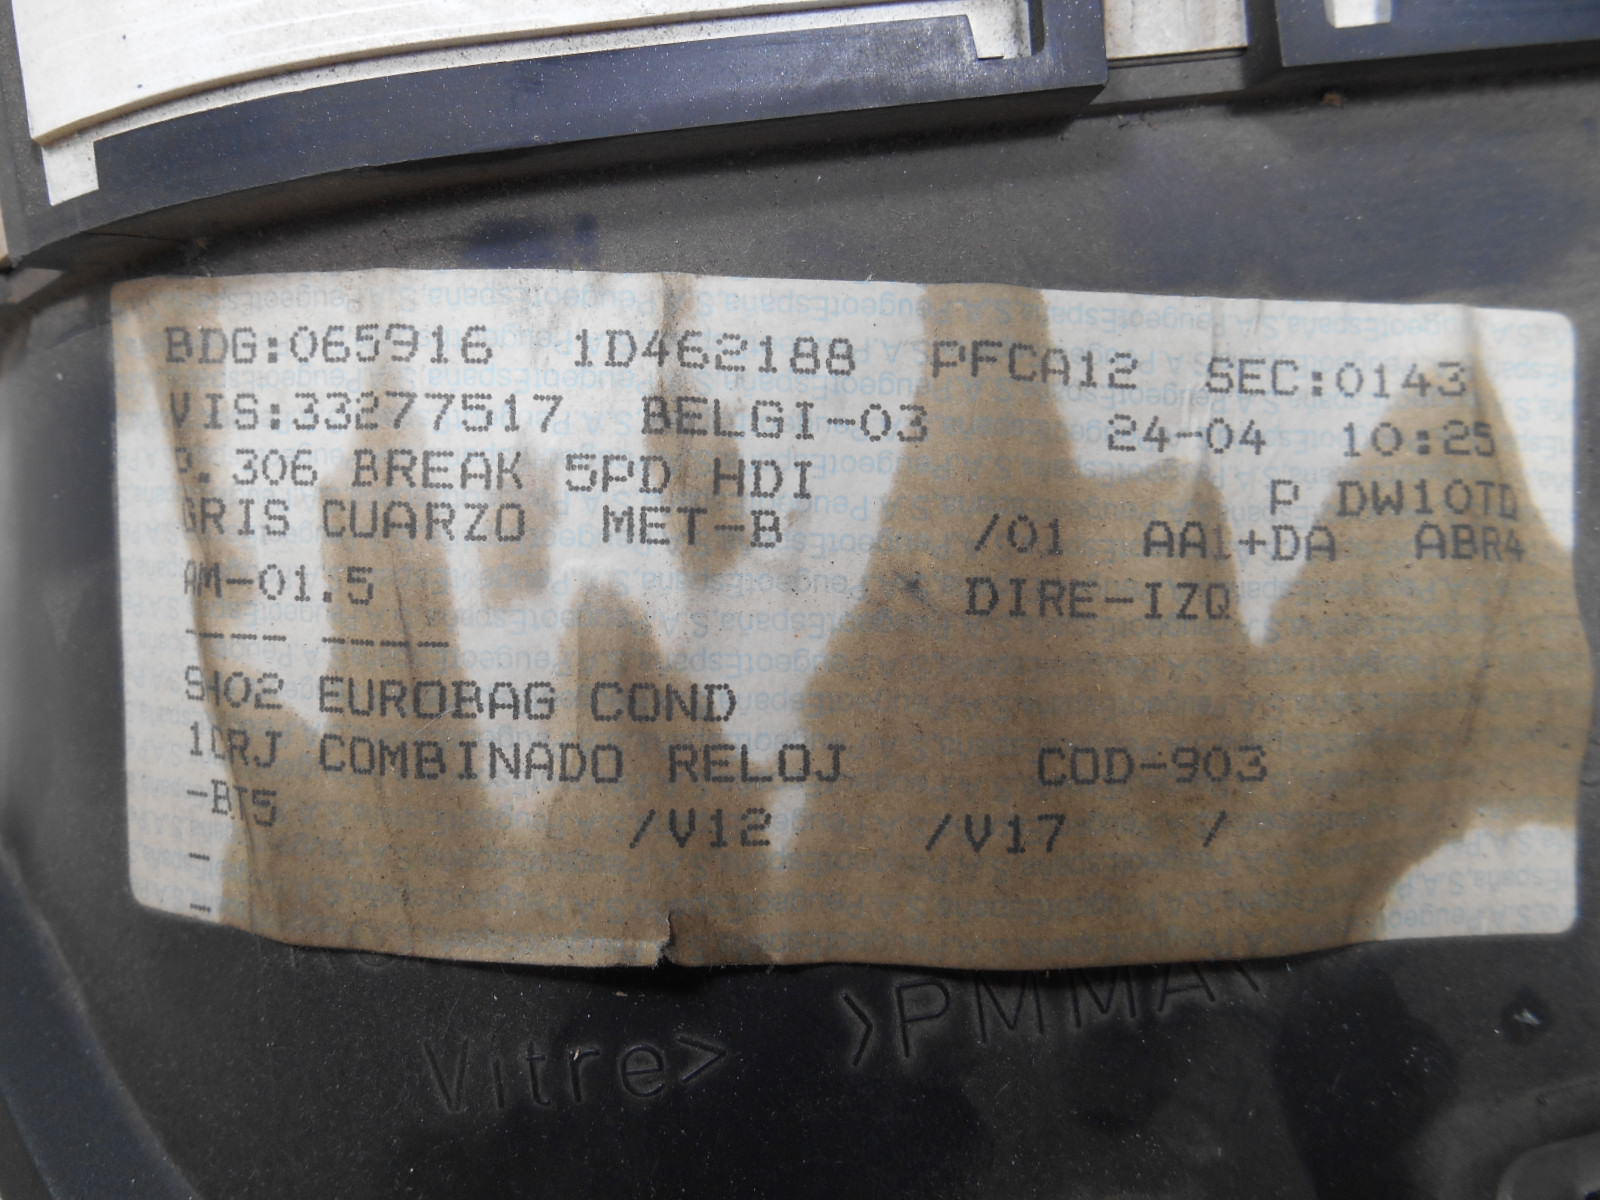 BDG:065916 1D462188 PFCA12 SEC:0143
VIS:33277517 BELGI-03 24-04 10:25
P.306 BREAK 5PD HDI P DW10TD
GRIS CUARZO MET-B /01 AA1+DA ABR4
AM-01.5 DIRE-IZQ
--- ----
SH02 EUROBAG COND
1CRJ COMBINADO RELOJ COD-903
-BT5 /V12 /V17 /
-
-
Vitre> >PMMA